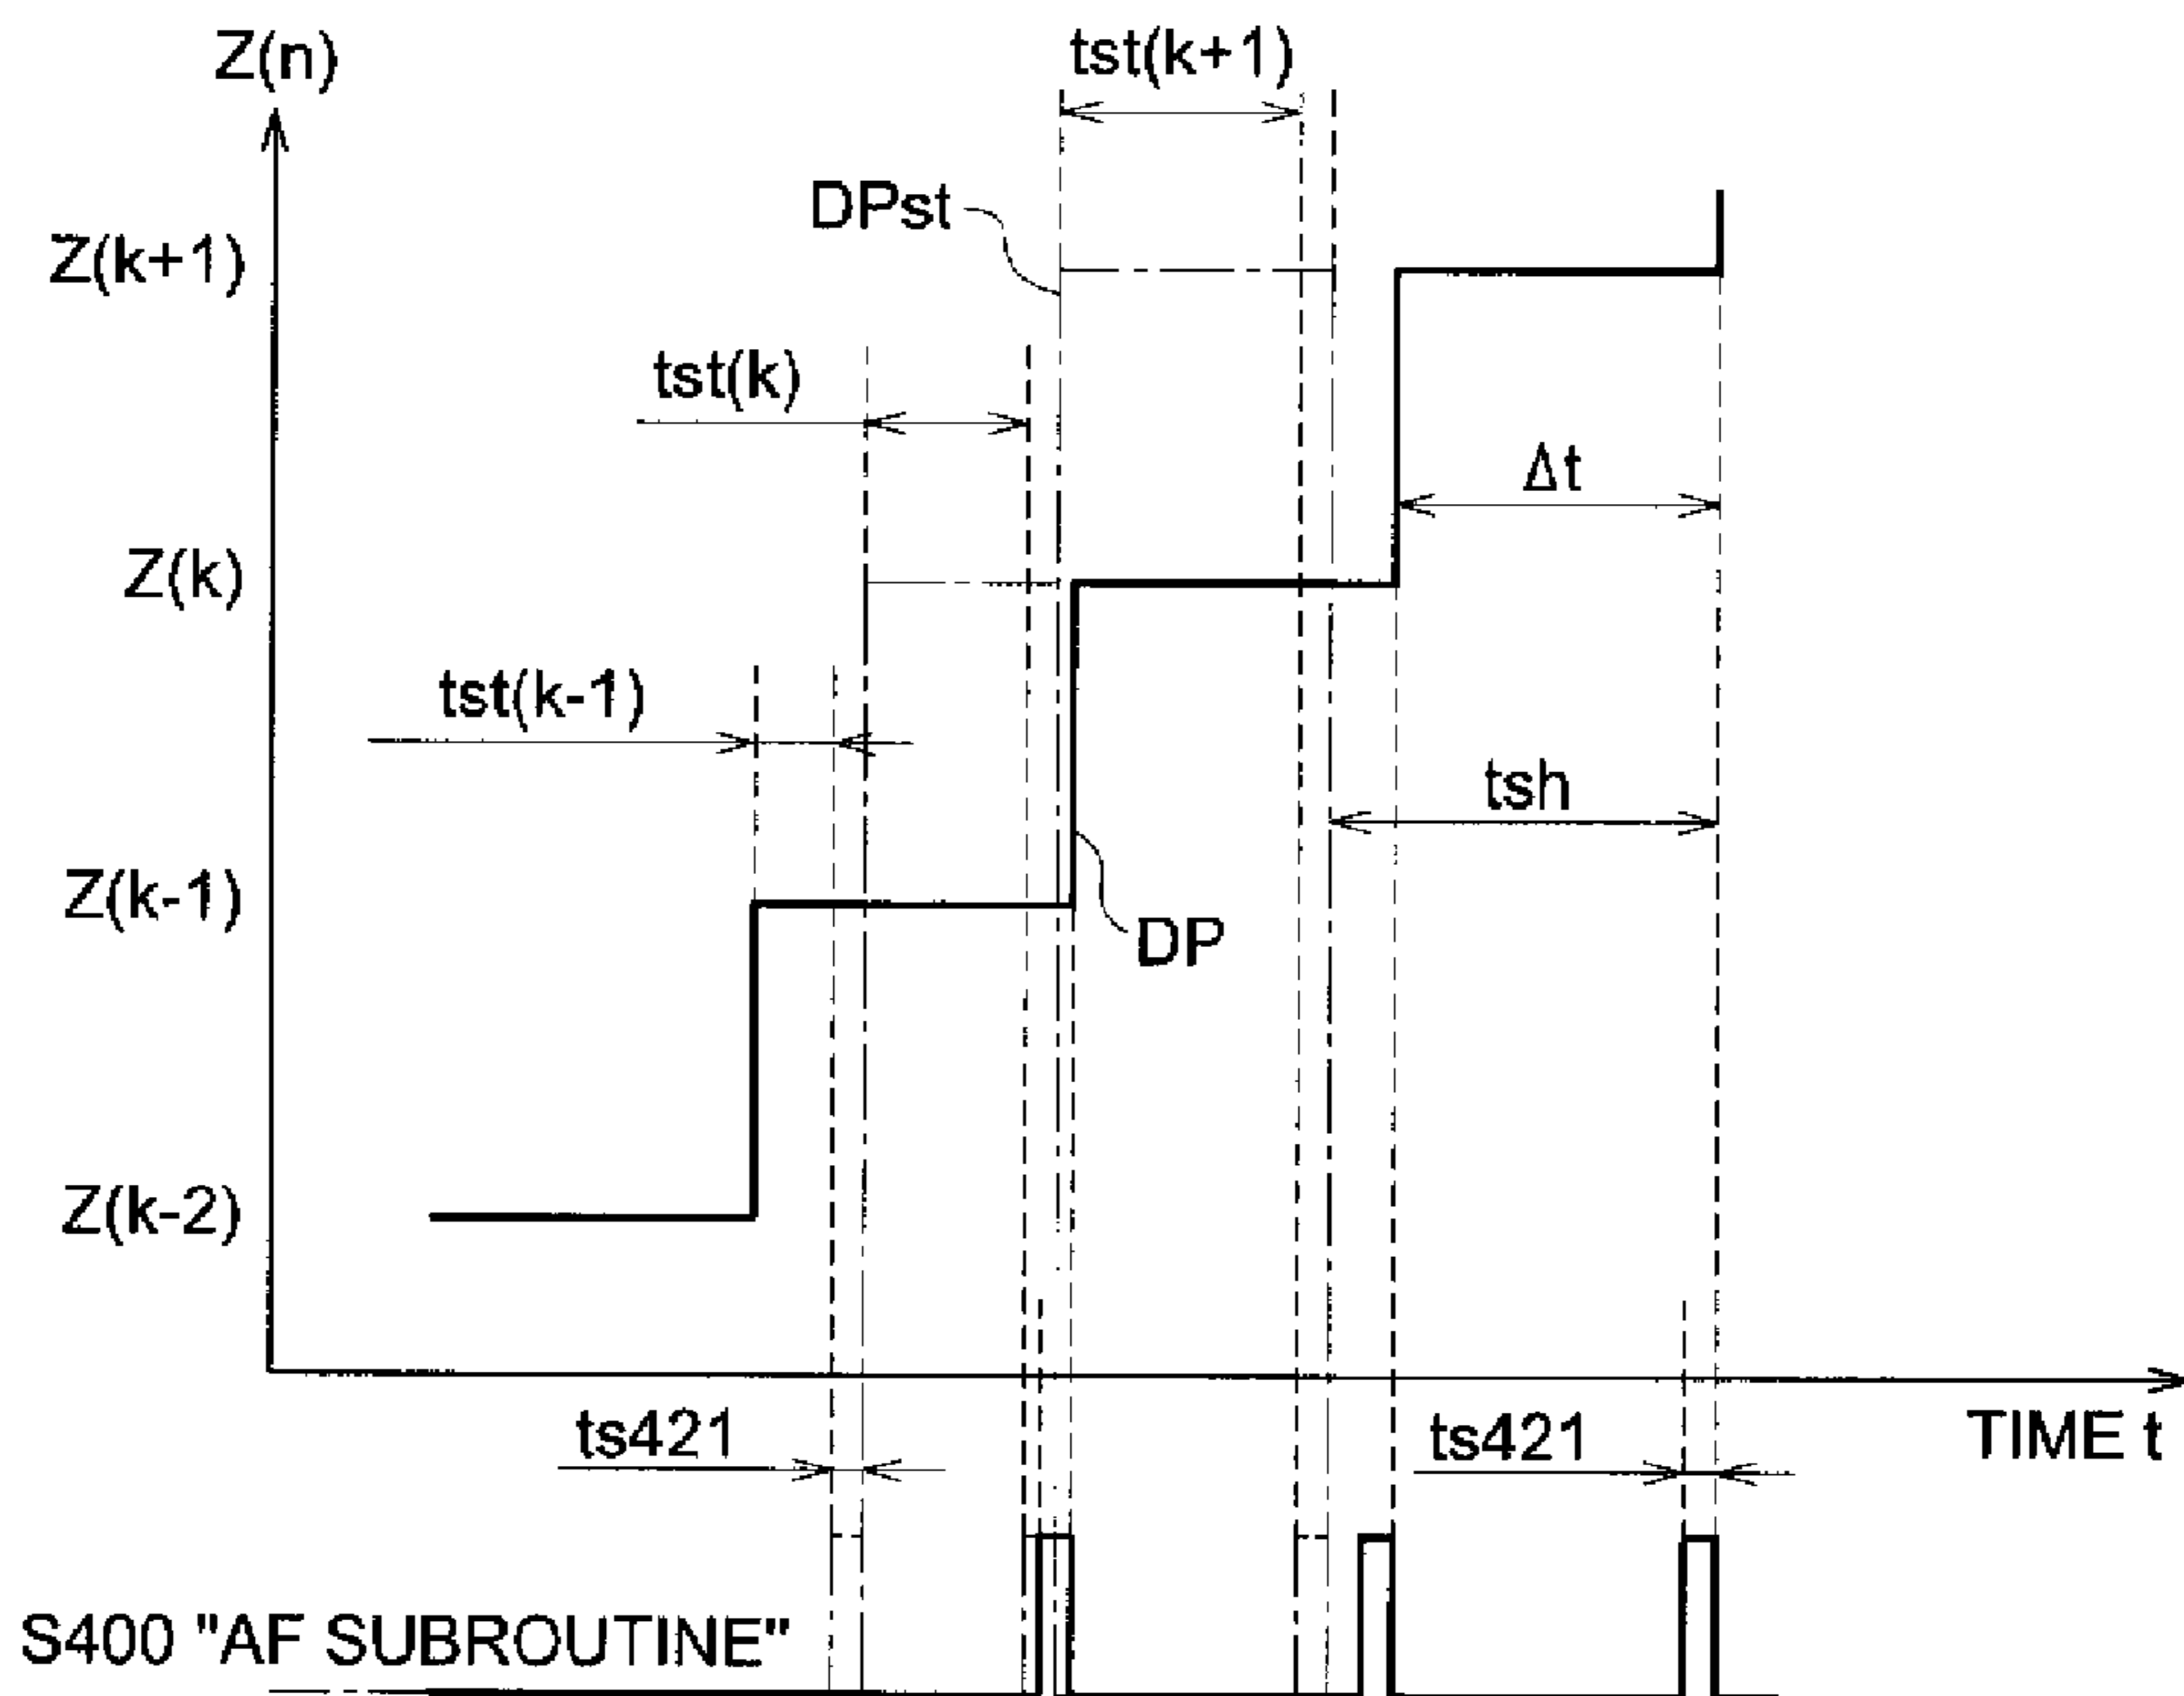 Z(n)
tst(k+1)
DPst
Z(k+1)
tst(k)
Δt
Z(k)
tst(k-1)
tsh
Z(k-1)
DP
Z(k-2)
TIME t
ts421
ts421
S400 "AF SUBROUTINE"